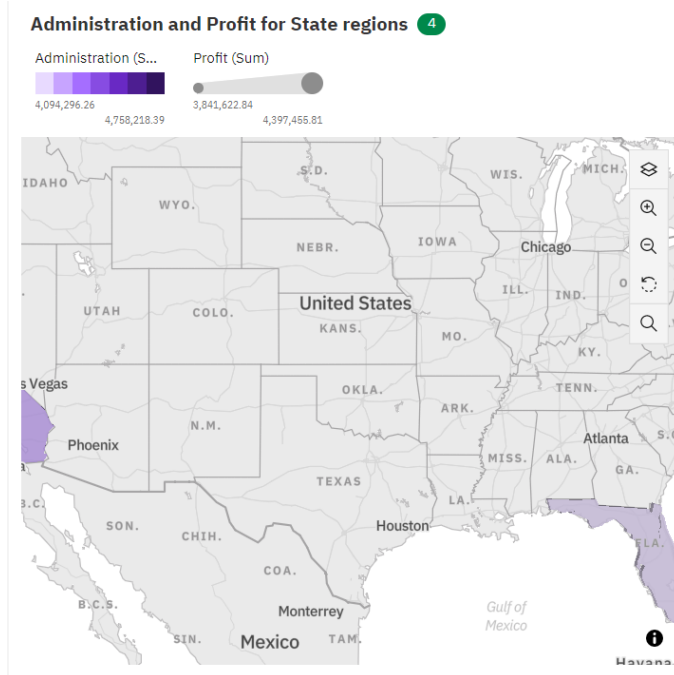 Administration and Profit for State regions 4
Administration (S... Profit (Sum)
4,094,296.26 3,841,622.84
4,758,218.39 4,397,455.81
IDAHO
S.D.
WIS.
MICH.
WYO.
NEBR.
IOWA
Chicago
ILL.
IND.
O
United States
UTAH
COLO.
KANS.
MO.
KY.
s Vegas
OKLA.
TENN.
ARK.
N.M.
Phoenix
Atlanta
S.C
MISS.
ALA.
GA.
TEXAS
LA.
B.C.
SON.
CHIH.
Houston
FLA.
COA.
B.C.S.
Monterrey
Gulf of
Mexico
SIN.
Mexico
TAM.
Havana